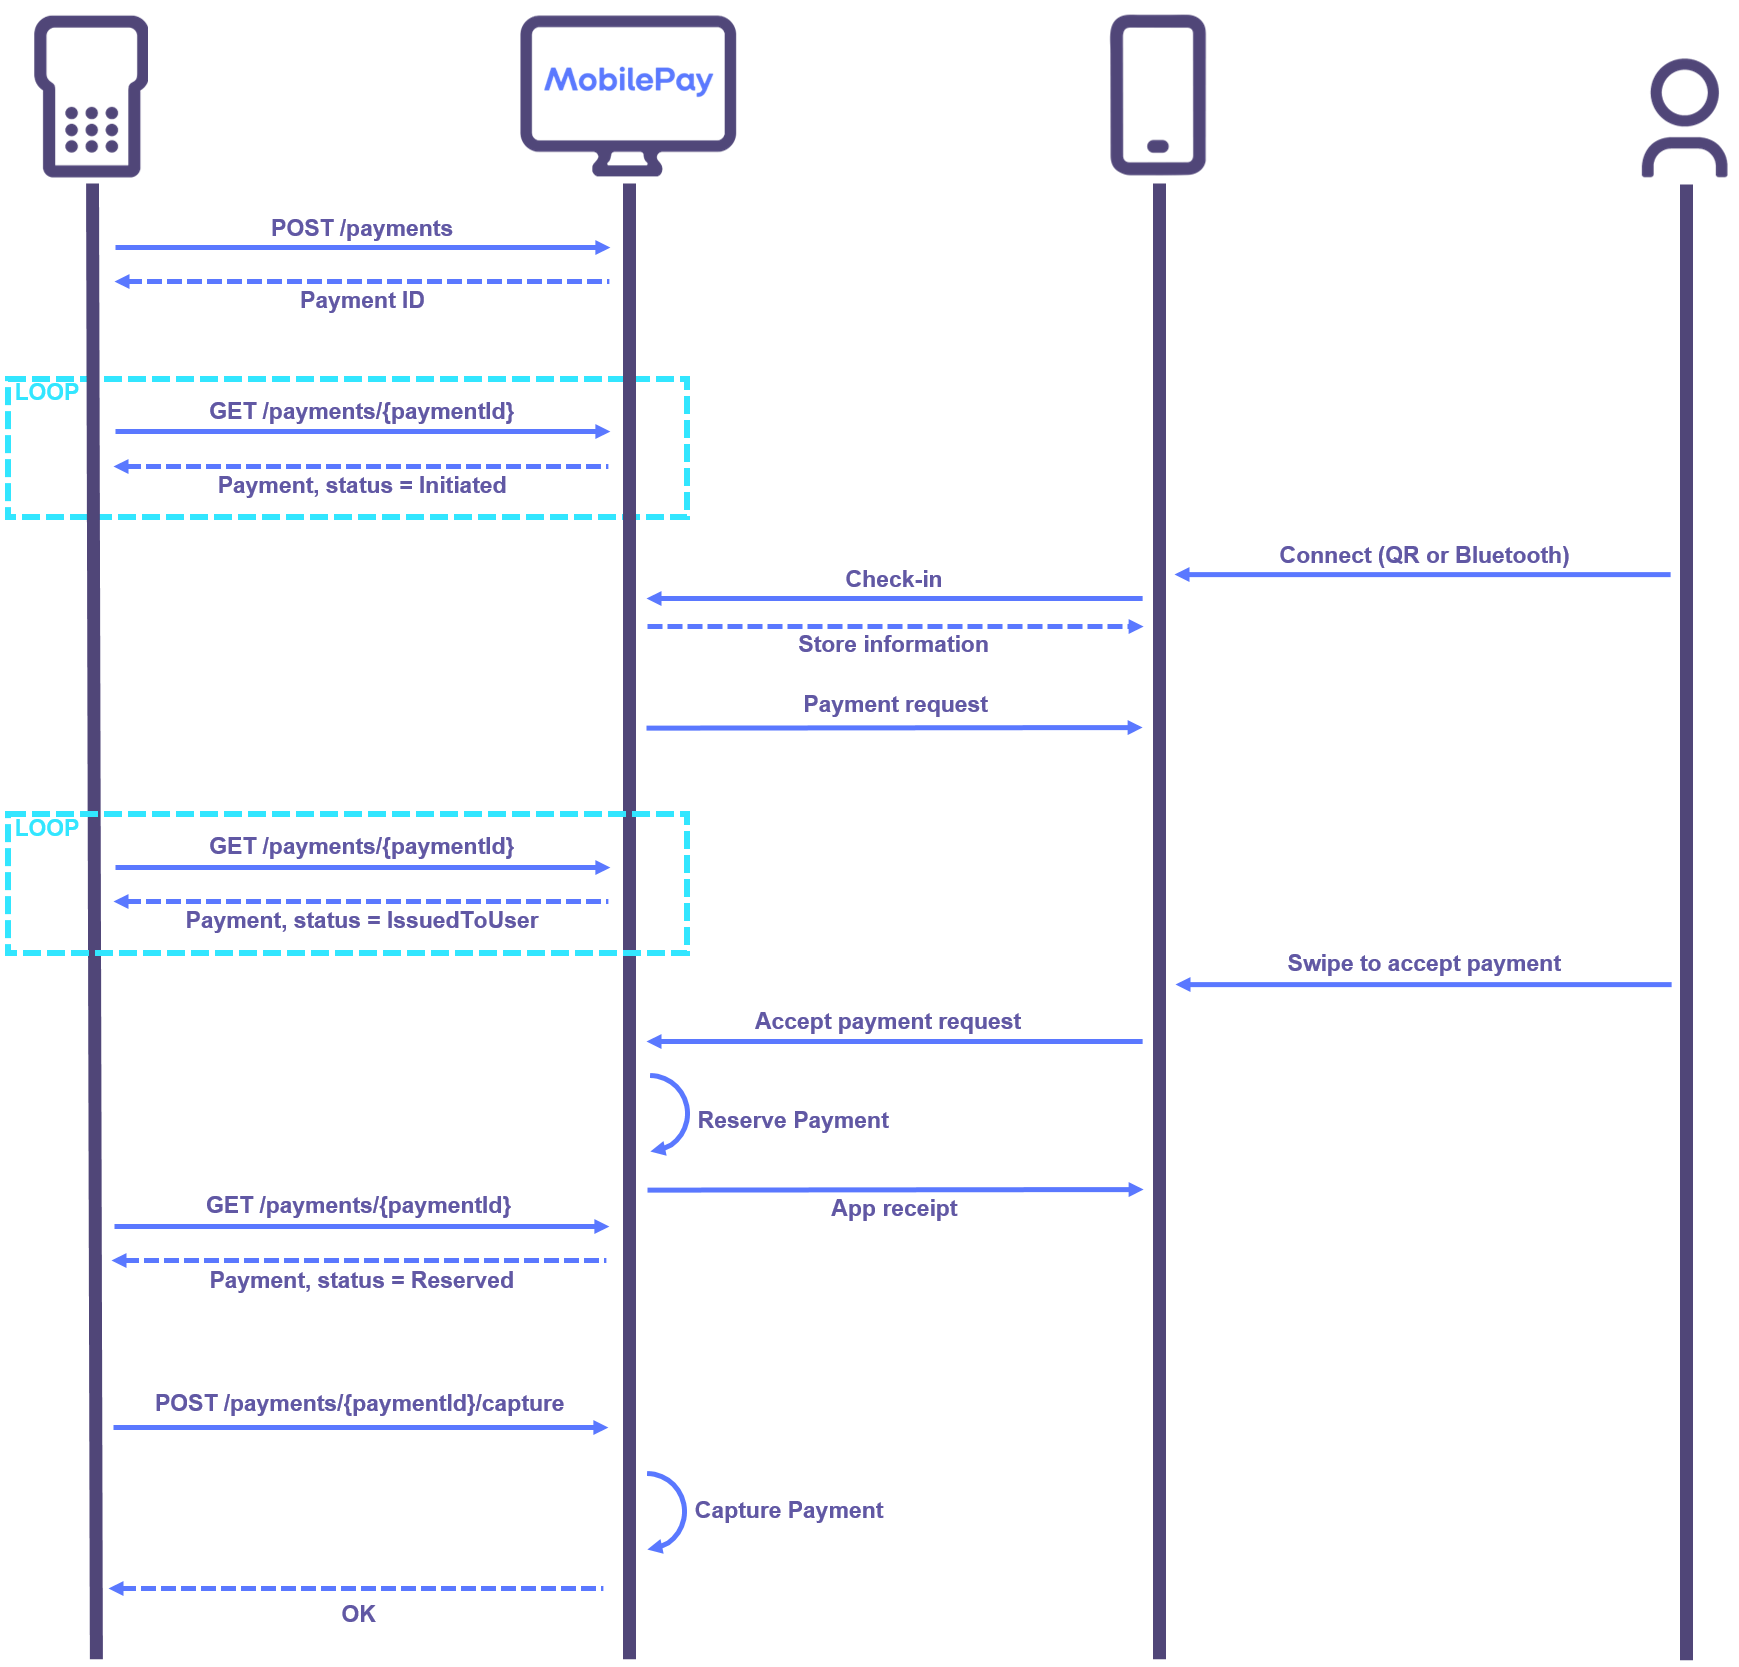 MobilePay
POST /payments
Payment ID
LOOP
GET /payments/{paymentId}
Payment, status = Initiated
Connect (QR or Bluetooth)
Check-in
Store information
Payment request
LOOP
GET /payments/{paymentId}
Payment, status = IssuedToUser
Swipe to accept payment
Accept payment request
Reserve Payment
GET /payments/{paymentId}
App receipt
Payment, status = Reserved
POST /payments/{paymentId}/capture
Capture Payment
OK